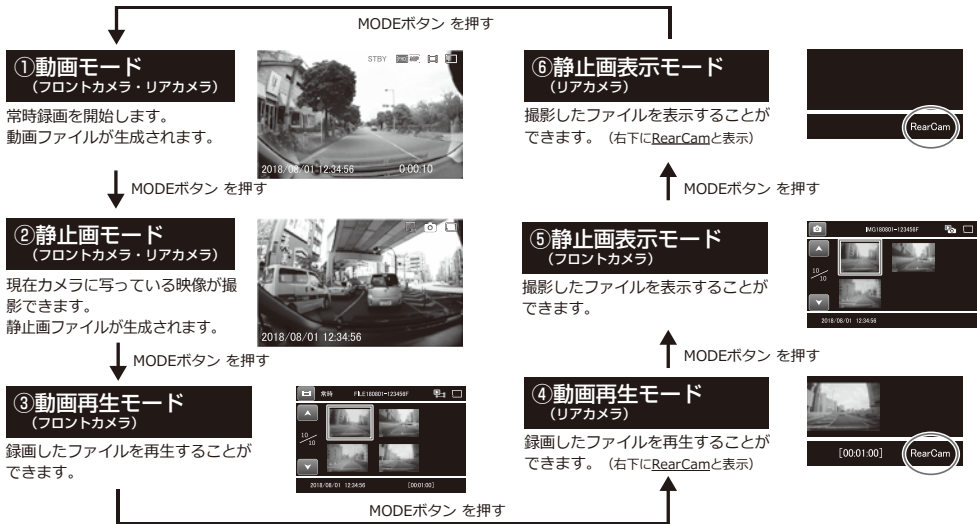 MODEボタン を押す
①動画モード
（フロントカメラ・リアカメラ）
常時録画を開始します。
動画ファイルが生成されます。
STBY
2018/08/01 12:34:56 0:00:10
MODEボタン を押す
②静止画モード
（フロントカメラ・リアカメラ）
現在カメラに写っている映像が撮
影できます。
静止画ファイルが生成されます。
2018/08/01 12:34:56
MODEボタン を押す
③動画再生モード
（フロントカメラ）
録画したファイルを再生することが
できます。
常時 FILE180801-123456F
10/10
2018/08/01 12:34:56 [00:01:00]
MODEボタン を押す
④動画再生モード
（リアカメラ）
録画したファイルを再生することが
できます。（右下にRearCamと表示）
[00:01:00] RearCam
MODEボタン を押す
⑤静止画表示モード
（フロントカメラ）
撮影したファイルを表示することが
できます。
IMG180801-123456F
10/10
2018/08/01 12:34:56
MODEボタン を押す
⑥静止画表示モード
（リアカメラ）
撮影したファイルを表示することが
できます。（右下にRearCamと表示）
RearCam